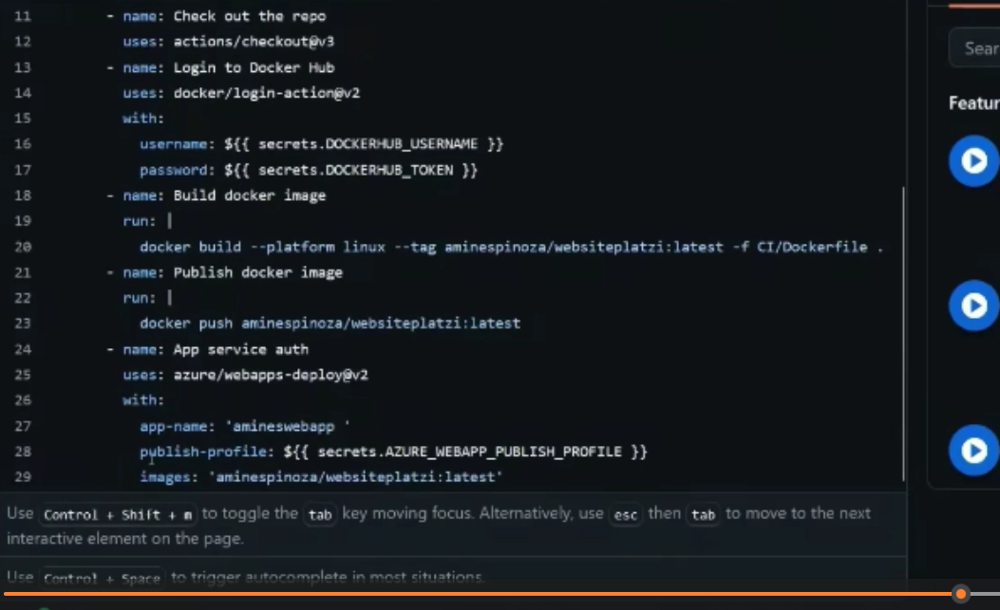 11 - name: Check out the repo
12 uses: actions/checkout@v3
13 - name: Login to Docker Hub
14 uses: docker/login-action@v2
15 with:
16 username: ${{ secrets.DOCKERHUB_USERNAME }}
17 password: ${{ secrets.DOCKERHUB_TOKEN }}
18 - name: Build docker image
19 run: |
20 docker build --platform linux --tag aminespinoza/websiteplatzi:latest -f CI/Dockerfile .
21 - name: Publish docker image
22 run: |
23 docker push aminespinoza/websiteplatzi:latest
24 - name: App service auth
25 uses: azure/webapps-deploy@v2
26 with:
27 app-name: 'amineswebapp '
28 publish-profile: ${{ secrets.AZURE_WEBAPP_PUBLISH_PROFILE }}
29 images: 'aminespinoza/websiteplatzi:latest'
Use Control + Shift + m to toggle the tab key moving focus. Alternatively, use esc then tab to move to the next
interactive element on the page.
Use Control + Space to trigger autocomplete in most situations.
Sear
Featur